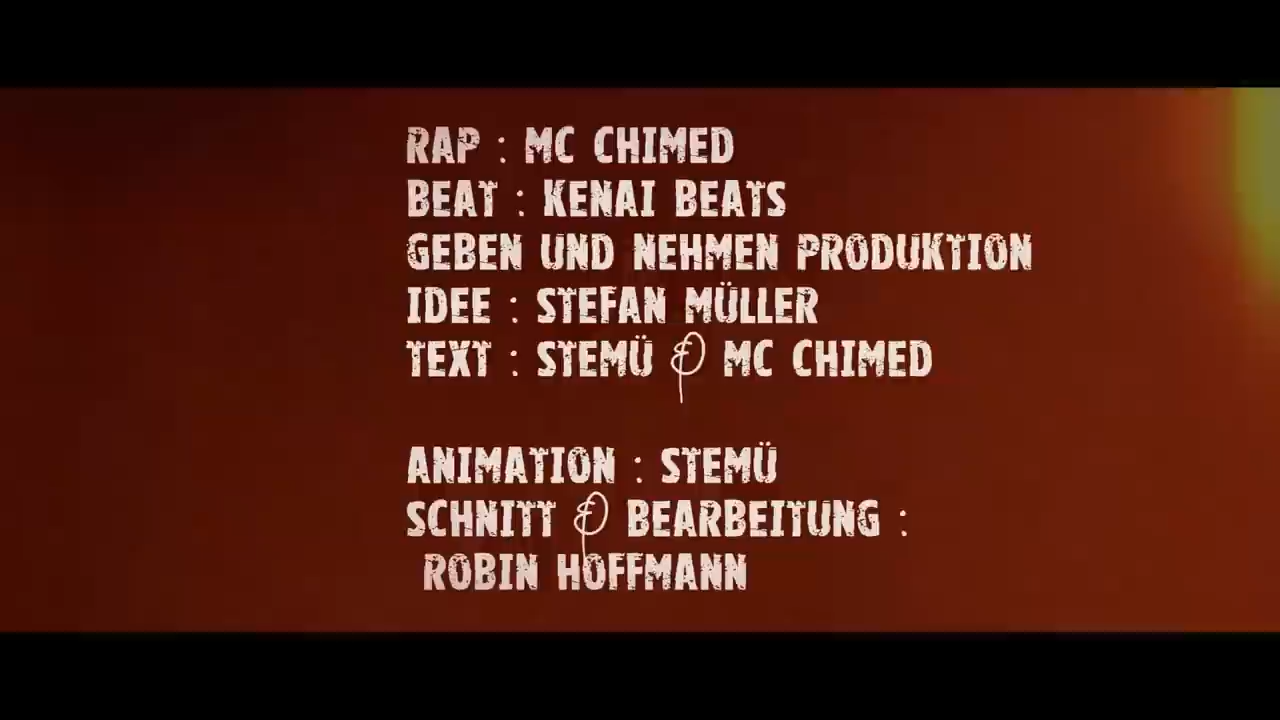 RAP : MC CHIMED
BEAT : KENAI BEATS
GEBEN UND NEHMEN PRODUKTION
IDEE : STEFAN MÜLLER
TEXT : STEMÜ & MC CHIMED
ANIMATION : STEMÜ
SCHNITT & BEARBEITUNG :
ROBIN HOFFMANN